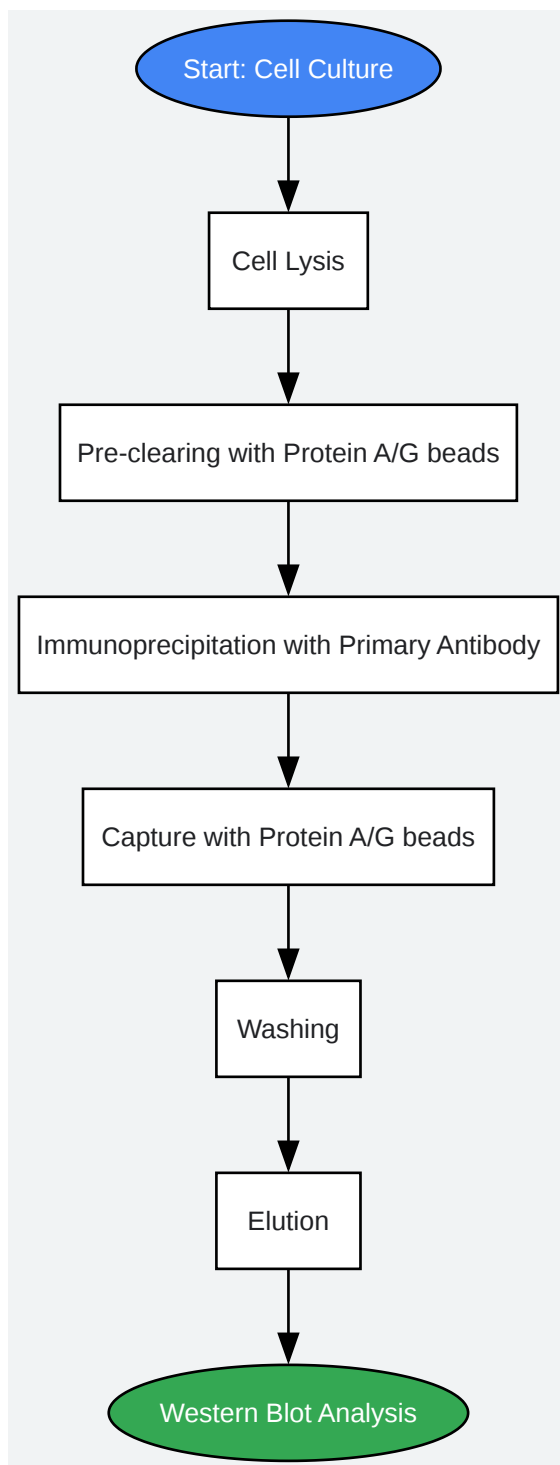 Start: Cell Culture
Cell Lysis
Pre-clearing with Protein A/G beads
Immunoprecipitation with Primary Antibody
Capture with Protein A/G beads
Washing
Elution
Western Blot Analysis